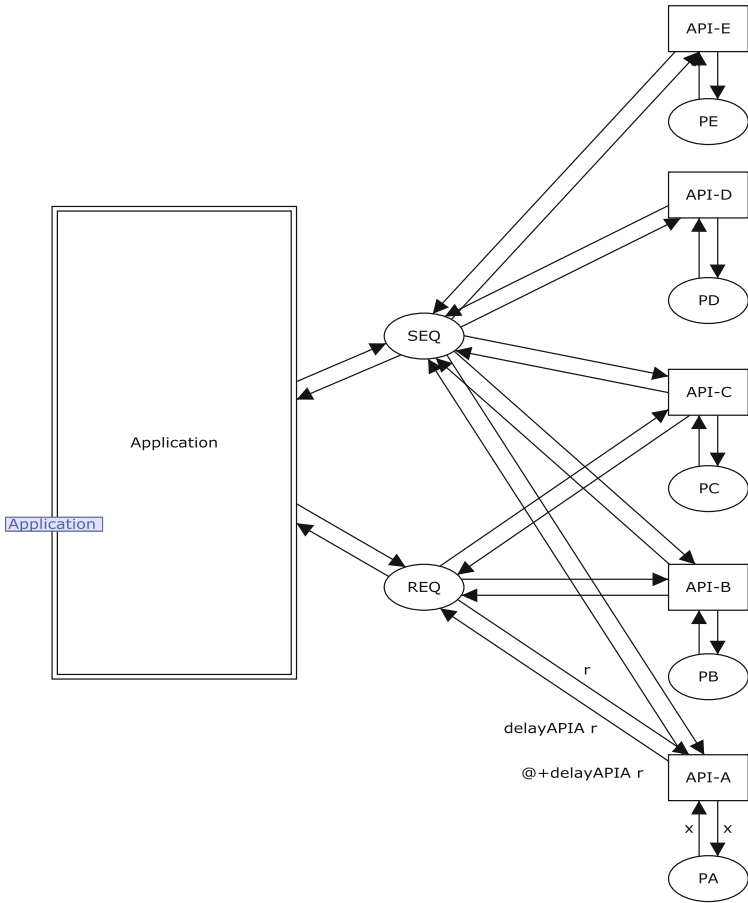 API-E
PE
API-D
PD
SEQ
API-C
Application
PC
Application
REQ
API-B
r
PB
delayAPIA r
@+delayAPIA r
API-A
x
x
PA